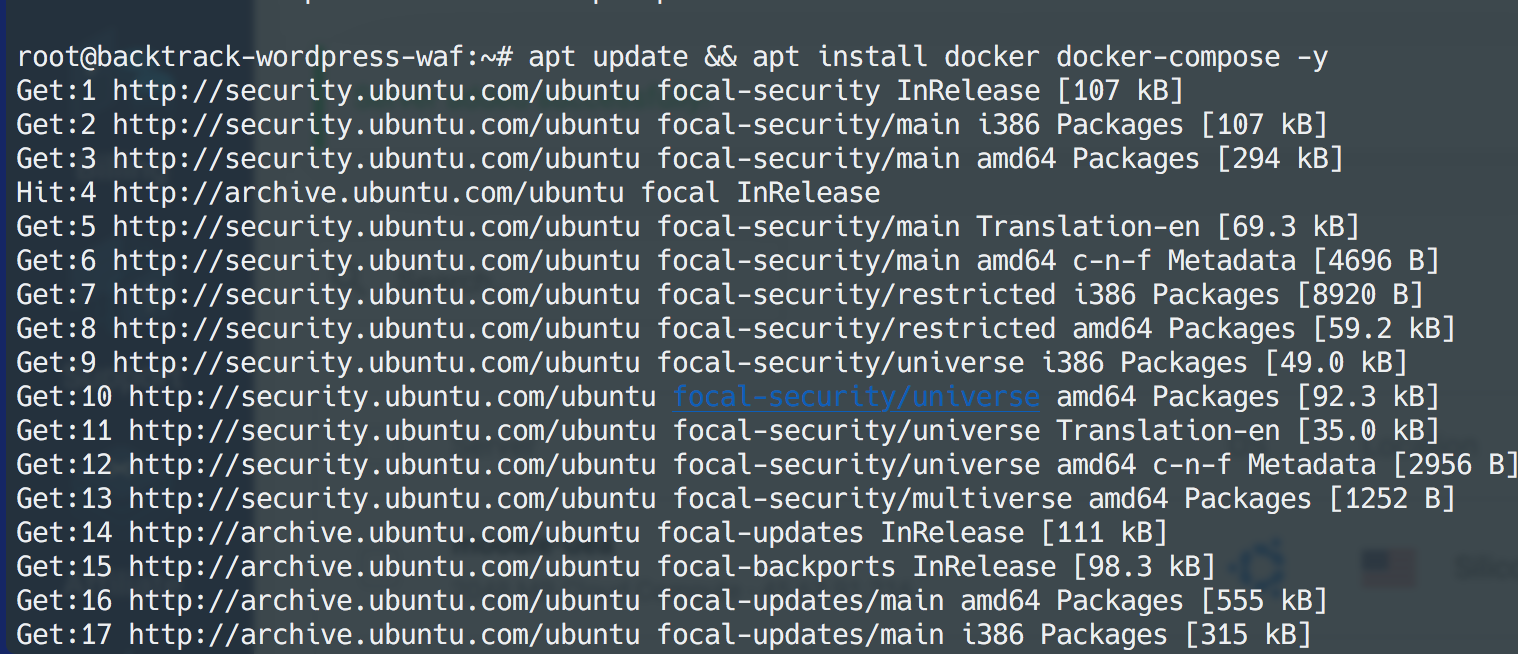 root@backtrack-wordpress-waf:~# apt update && apt install docker docker-compose -y
Get:1 http://security.ubuntu.com/ubuntu focal-security InRelease [107 kB]
Get:2 http://security.ubuntu.com/ubuntu focal-security/main i386 Packages [107 kB]
Get:3 http://security.ubuntu.com/ubuntu focal-security/main amd64 Packages [294 kB]
Hit:4 http://archive.ubuntu.com/ubuntu focal InRelease
Get:5 http://security.ubuntu.com/ubuntu focal-security/main Translation-en [69.3 kB]
Get:6 http://security.ubuntu.com/ubuntu focal-security/main amd64 c-n-f Metadata [4696 B]
Get:7 http://security.ubuntu.com/ubuntu focal-security/restricted i386 Packages [8920 B]
Get:8 http://security.ubuntu.com/ubuntu focal-security/restricted amd64 Packages [59.2 kB]
Get:9 http://security.ubuntu.com/ubuntu focal-security/universe i386 Packages [49.0 kB]
Get:10 http://security.ubuntu.com/ubuntu focal-security/universe amd64 Packages [92.3 kB]
Get:11 http://security.ubuntu.com/ubuntu focal-security/universe Translation-en [35.0 kB]
Get:12 http://security.ubuntu.com/ubuntu focal-security/universe amd64 c-n-f Metadata [2956 B]
Get:13 http://security.ubuntu.com/ubuntu focal-security/multiverse amd64 Packages [1252 B]
Get:14 http://archive.ubuntu.com/ubuntu focal-updates InRelease [111 kB]
Get:15 http://archive.ubuntu.com/ubuntu focal-backports InRelease [98.3 kB]
Get:16 http://archive.ubuntu.com/ubuntu focal-updates/main amd64 Packages [555 kB]
Get:17 http://archive.ubuntu.com/ubuntu focal-updates/main i386 Packages [315 kB]